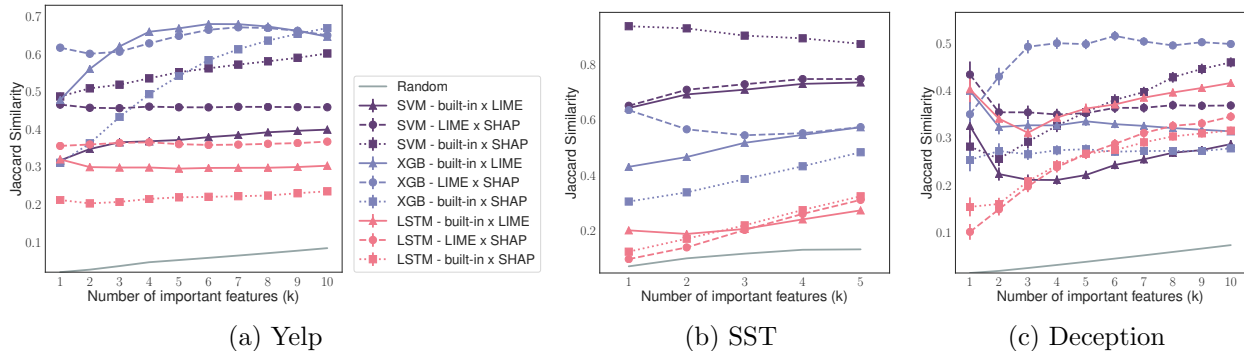 Jaccard Similarity
0.7
0.6
0.5
0.4
0.3
0.2
0.1
1 2 3 4 5 6 7 8 9 10
Number of important features (k)
(a) Yelp
Random
SVM - built-in x LIME
SVM - LIME x SHAP
SVM - built-in x SHAP
XGB - built-in x LIME
XGB - LIME x SHAP
XGB - built-in x SHAP
LSTM - built-in x LIME
LSTM - LIME x SHAP
LSTM - built-in x SHAP
Jaccard Similarity
0.8
0.6
0.4
0.2
1 2 3 4 5
Number of important features (k)
(b) SST
Jaccard Similarity
0.5
0.4
0.3
0.2
0.1
1 2 3 4 5 6 7 8 9 10
Number of important features (k)
(c) Deception